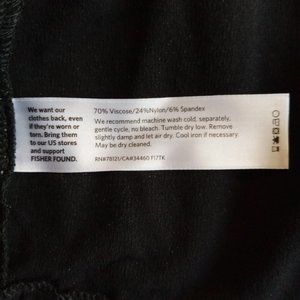 We want our
clothes back, even
if they're worn or
torn. Bring them
to our US stores
and support
FISHER FOUND.
70% Viscose/24%Nylon/6% Spandex
We recommend machine wash cold, separately,
gentle cycle, no bleach. Tumble dry low. Remove
slightly damp and let air dry. Cool iron if necessary.
May be dry cleaned.
RN#78121/CA#34460 F17TK